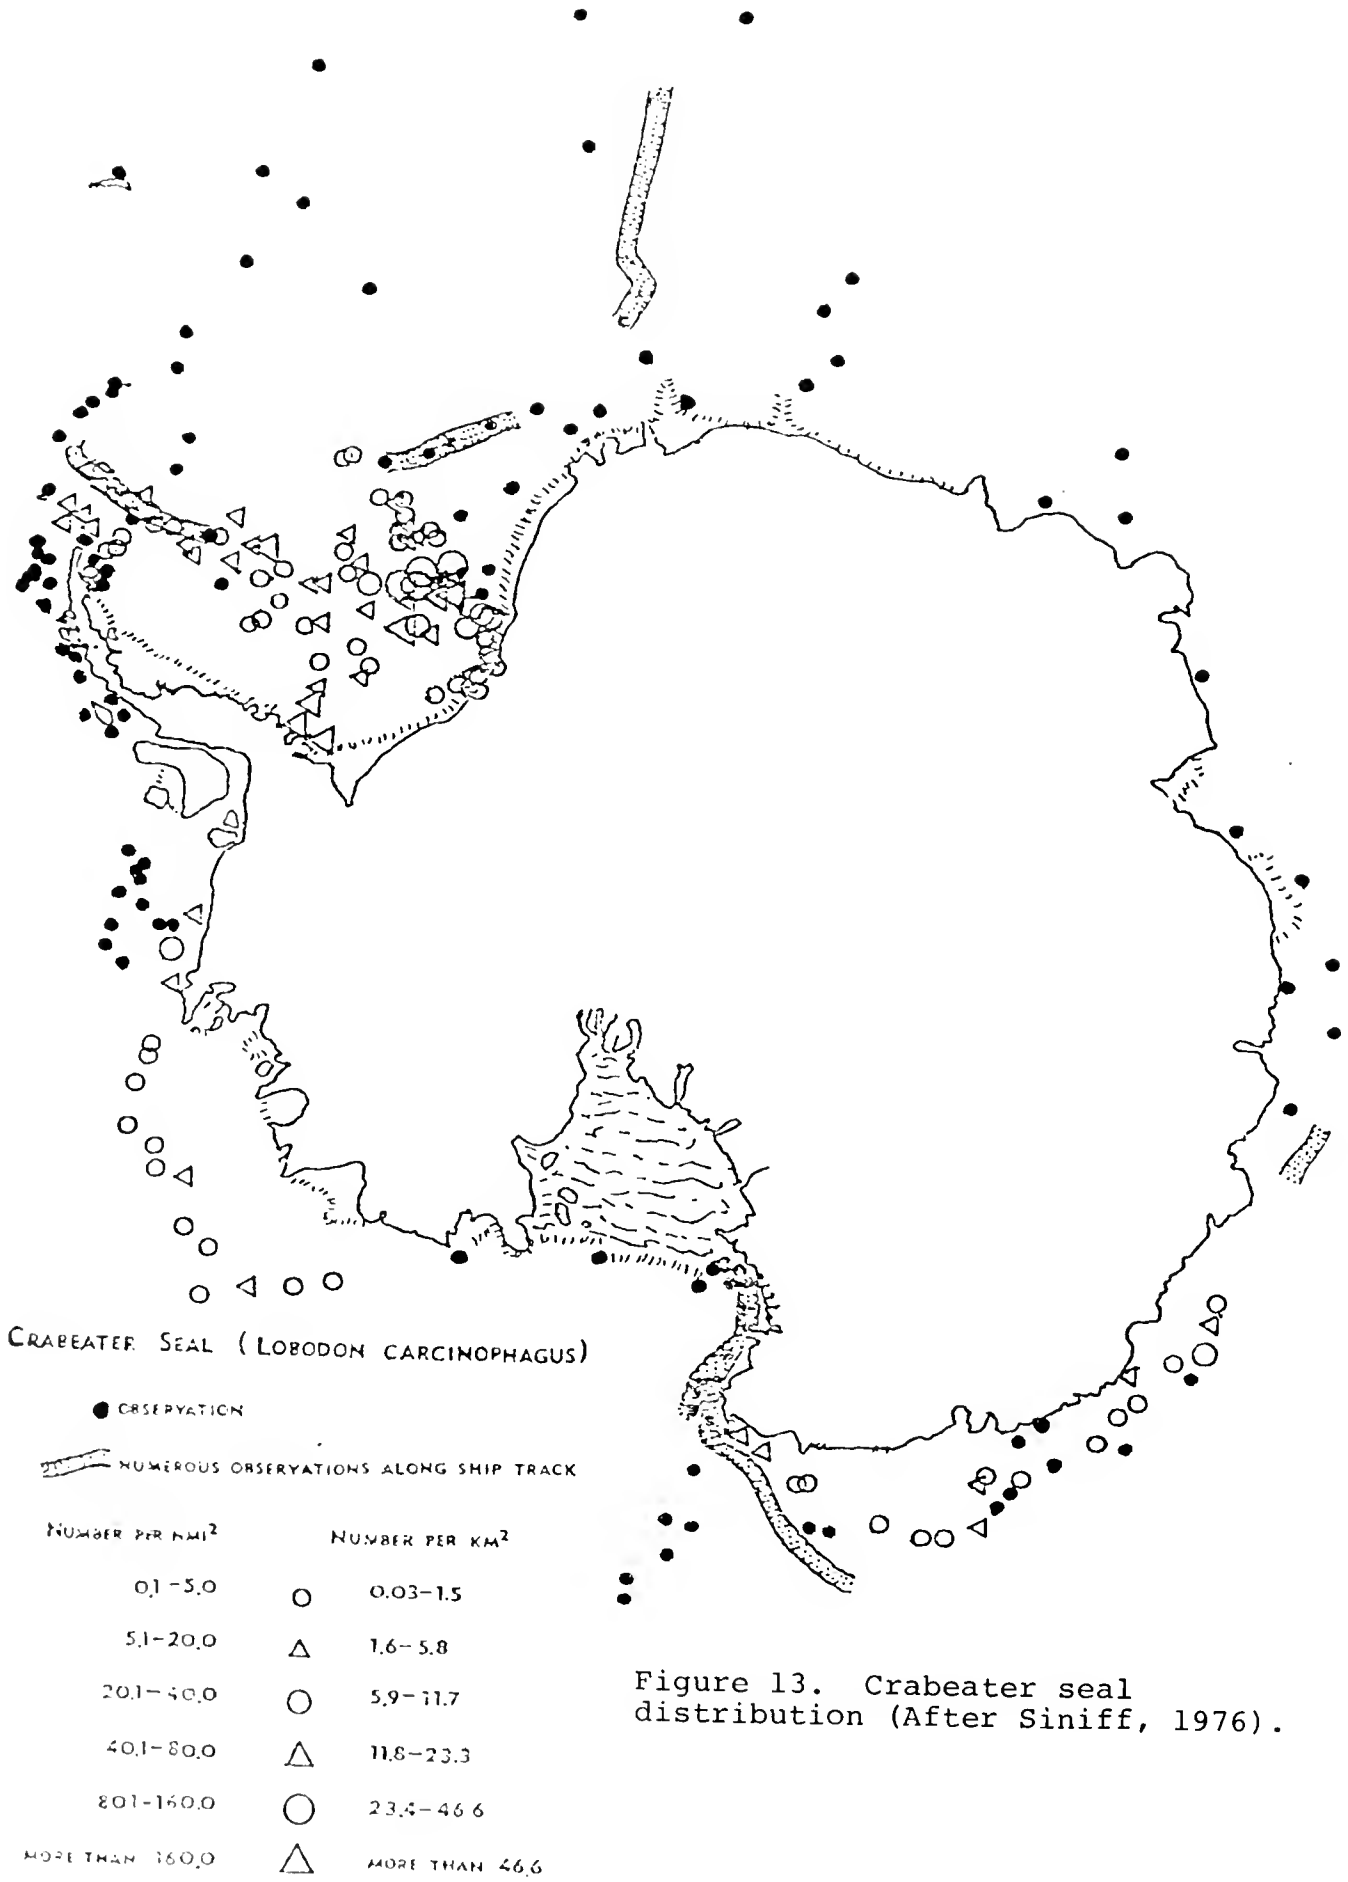 CRABEATER SEAL (LOBODON CARCINOPHAGUS)
OBSERVATION
NUMEROUS OBSERVATIONS ALONG SHIP TRACK
NUMBER PER NMI² NUMBER PER KM²
0.1-5.0 0.03-1.5
5.1-20.0 1.6-5.8
20.1-40.0 5.9-11.7
40.1-80.0 11.8-23.3
80.1-160.0 23.4-46.6
MORE THAN 160.0 MORE THAN 46.6
Figure 13. Crabeater seal
distribution (After Siniff, 1976).